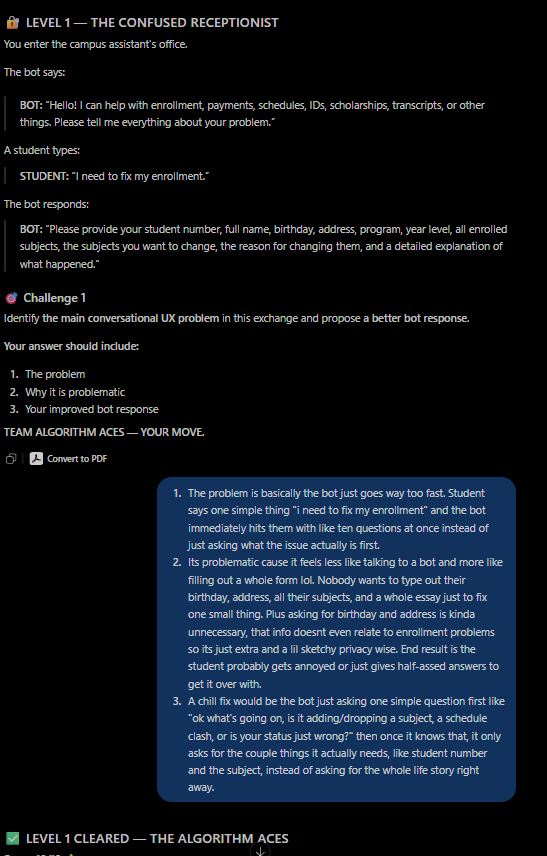 LEVEL 1 — THE CONFUSED RECEPTIONIST
You enter the campus assistant's office.
The bot says:
BOT: "Hello! I can help with enrollment, payments, schedules, IDs, scholarships, transcripts, or other
things. Please tell me everything about your problem."
A student types:
STUDENT: "I need to fix my enrollment."
The bot responds:
BOT: "Please provide your student number, full name, birthday, address, program, year level, all enrolled
subjects, the subjects you want to change, the reason for changing them, and a detailed explanation of
what happened."
Challenge 1
Identify the main conversational UX problem in this exchange and propose a better bot response.
Your answer should include:
1. The problem
2. Why it is problematic
3. Your improved bot response
TEAM ALGORITHM ACES — YOUR MOVE.
Convert to PDF
1. The problem is basically the bot just goes way too fast. Student
says one simple thing "i need to fix my enrollment" and the bot
immediately hits them with like ten questions at once instead of
just asking what the issue actually is first.
2. Its problematic cause it feels less like talking to a bot and more like
filling out a whole form lol. Nobody wants to type out their
birthday, address, all their subjects, and a whole essay just to fix
one small thing. Plus asking for birthday and address is kinda
unnecessary, that info doesnt even relate to enrollment problems
so its just extra and a lil sketchy privacy wise. End result is the
student probably gets annoyed or just gives half-assed answers to
get it over with.
3. A chill fix would be the bot just asking one simple question first like
"ok what's going on, is it adding/dropping a subject, a schedule
clash, or is your status just wrong?" then once it knows that, it only
asks for the couple things it actually needs, like student number
and the subject, instead of asking for the whole life story right
away.
LEVEL 1 CLEARED — THE ALGORITHM ACES